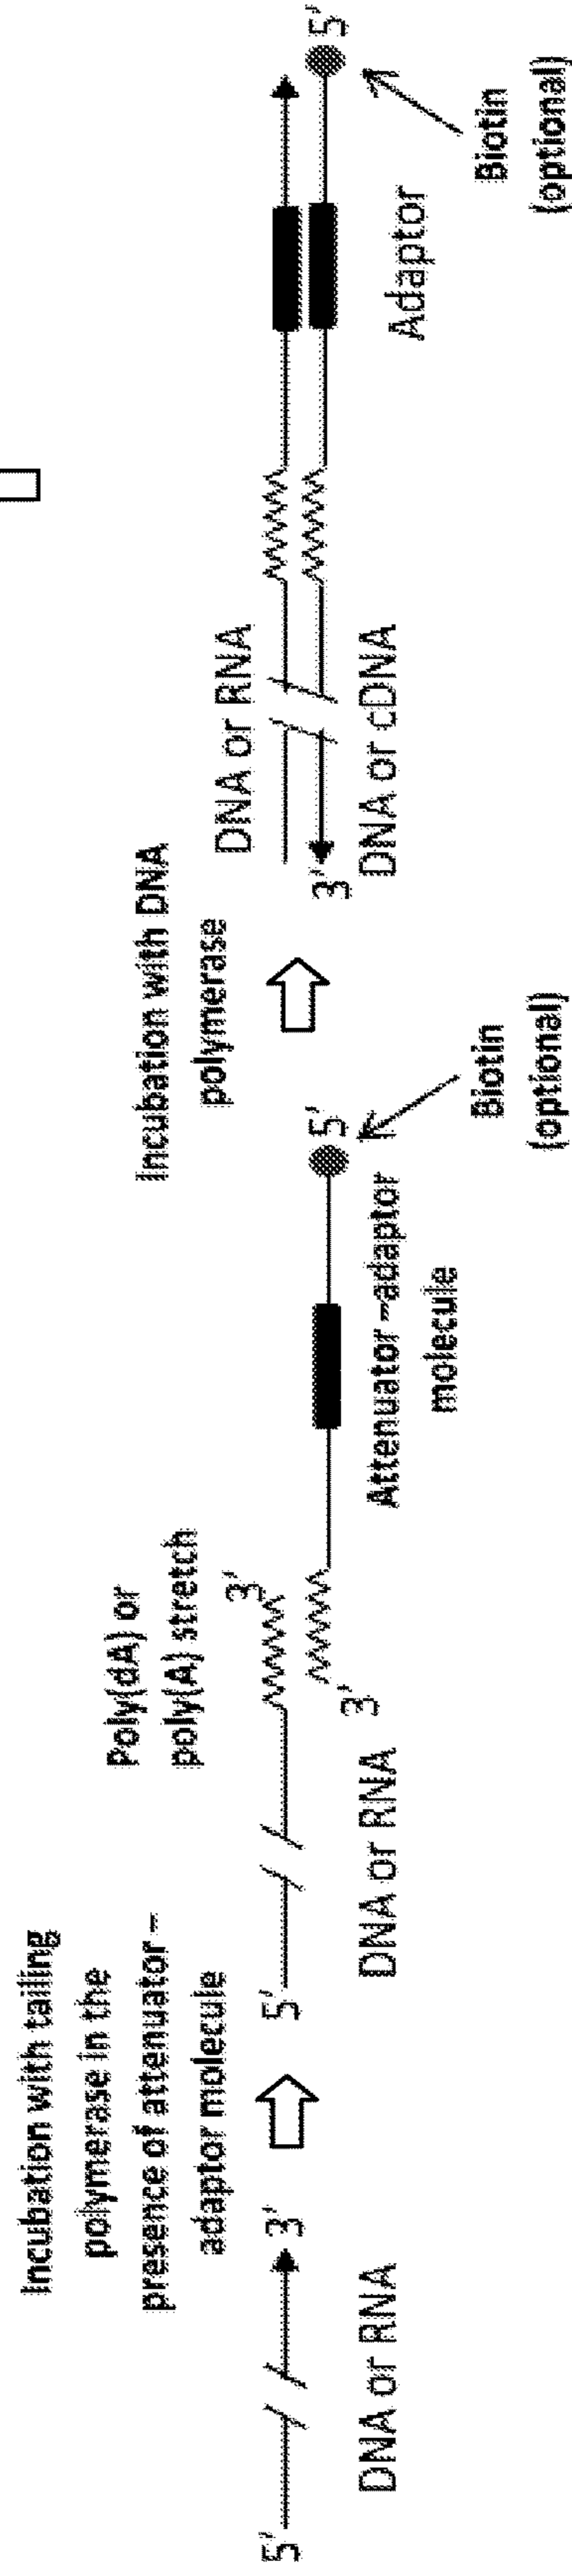 5'
3'
DNA or RNA
Incubation with tailing
polymerase in the
presence of attenuator –
adaptor molecule
5'
DNA or RNA
Poly(dA) or
poly(A) stretch
3'
3'
Attenuator –adaptor
molecule
5'
Biotin
(optional)
Incubation with DNA
polymerase
DNA or RNA
3'
DNA or cDNA
Adaptor
5'
Biotin
(optional)